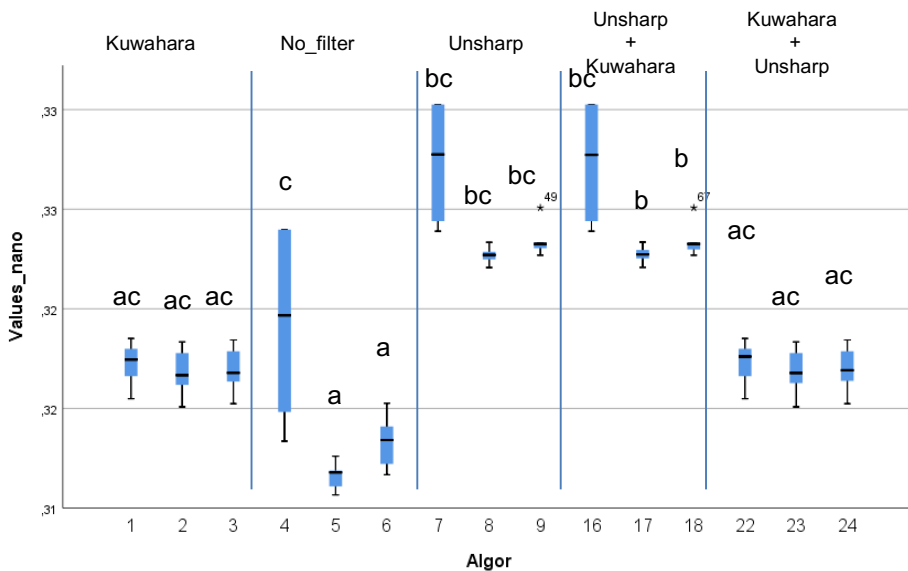 Kuwahara
No_filter
Unsharp
Unsharp
+
Kuwahara
Kuwahara
+
Unsharp
Values_nano
,33
,33
,32
,32
,31
ac
ac
ac
c
a
a
bc
bc
bc
*49
bc
b
b
*67
ac
ac
ac
1 2 3 4 5 6 7 8 9 16 17 18 22 23 24
Algor